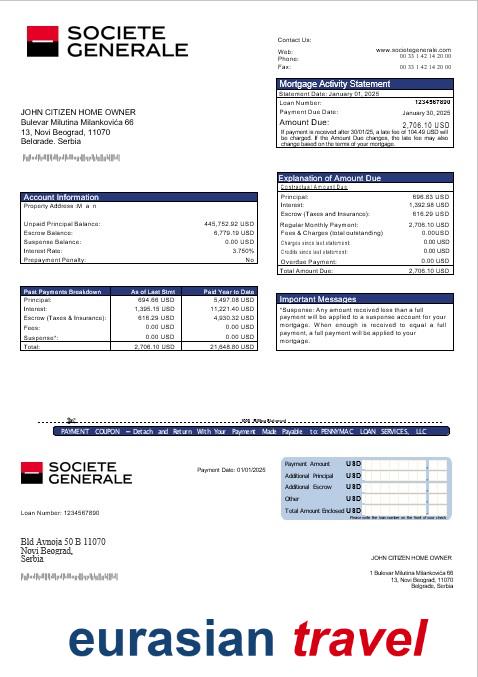 SOCIETE
GENERALE
Contact Us:
Web: www.societegenerale.com
Phone: 00 33 1 42 14 20 00
Fax: 00 33 1 42 14 20 00
Mortgage Activity Statement
Statement Date: January 01, 2025
Loan Number: 1234567890
Payment Due Date: January 30, 2025
Amount Due: 2,706.10 USD
If payment is received after 30/01/25, a late fee of 104.49 USD will
be charged. If the Amount Due changes, the late fee may also
change based on the terms of your mortgage.
JOHN CITIZEN HOME OWNER
Bulevar Milutina Milankovića 66
13, Novi Beograd, 11070
Belgrade. Serbia
Explanation of Amount Due
Contractual Amount Due
Principal: 696.83 USD
Interest: 1,392.98 USD
Escrow (Taxes and Insurance): 616.29 USD
Regular Monthly Payment: 2,706.10 USD
Fees & Charges (total outstanding) 0.00USD
Charges since last statement: 0.00 USD
Credits since last statement: 0.00 USD
Overdue Payment: 0.00 USD
Total Amount Due: 2,706.10 USD
Account Information
Property Address :M a n
Unpaid Principal Balance: 445,752.92 USD
Escrow Balance: 6,779.19 USD
Suspense Balance: 0.00 USD
Interest Rate: 3.750%
Prepayment Penalty: No
Past Payments Breakdown As of Last Stmt Paid Year to Date
Principal: 694.66 USD 5,497.08 USD
Interest: 1,395.15 USD 11,221.40 USD
Escrow (Taxes & Insurance): 616.29 USD 4,930.32 USD
Fees: 0.00 USD 0.00 USD
Suspense*: 0.00 USD 0.00 USD
Total: 2,706.10 USD 21,648.80 USD
Important Messages
*Suspense: Any amount received less than a full
payment will be applied to a suspense account for your
mortgage. When enough is received to equal a full
payment, a full payment will be applied to your
mortgage.
PAYMENT COUPON – Detach and Return With Your Payment Made Payable to: PENNYMAC LOAN SERVICES, LLC
SOCIETE
GENERALE
Payment Date: 01/01/2025
Payment Amount USD
Additional Principal USD
Additional Escrow USD
Other USD
Total Amount Enclosed USD
Please write the loan number on the front of your check
Loan Number: 1234567890
Bld Avnoja 50 B 11070
Novi Beograd,
Serbia
JOHN CITIZEN HOME OWNER
1 Bulevar Milutina Milankovića 66
13, Novi Beograd, 11070
Belgrade, Serbia
eurasian travel